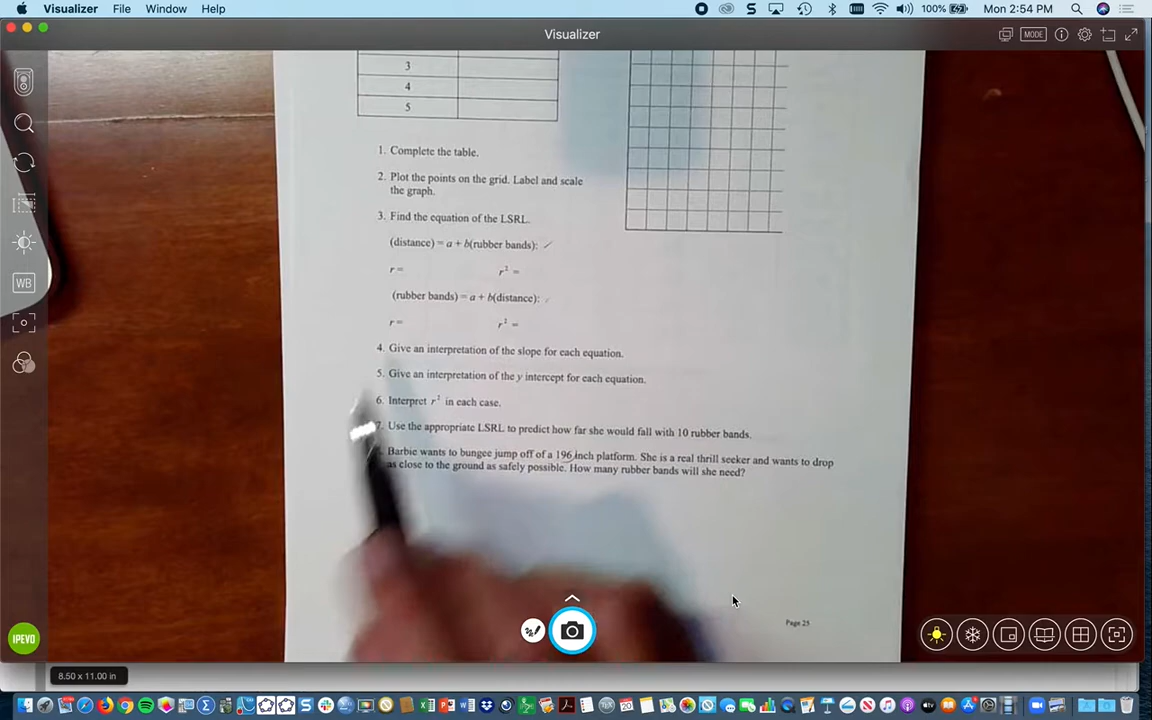 Visualizer File Window Help
100% Mon 2:54 PM
Visualizer
MODE
WB
3
4
5
1. Complete the table.
2. Plot the points on the grid. Label and scale
the graph.
3. Find the equation of the LSRL.
(distance) = a + b(rubber bands):
r = r² =
(rubber bands) = a + b(distance):
r = r² =
4. Give an interpretation of the slope for each equation.
5. Give an interpretation of the y intercept for each equation.
6. Interpret r² in each case.
7. Use the appropriate LSRL to predict how far she would fall with 10 rubber bands.
Barbie wants to bungee jump off of a 196 inch platform. She is a real thrill seeker and wants to drop
as close to the ground as safely possible. How many rubber bands will she need?
Page 25
IPEVO
8.50 x 11.00 in